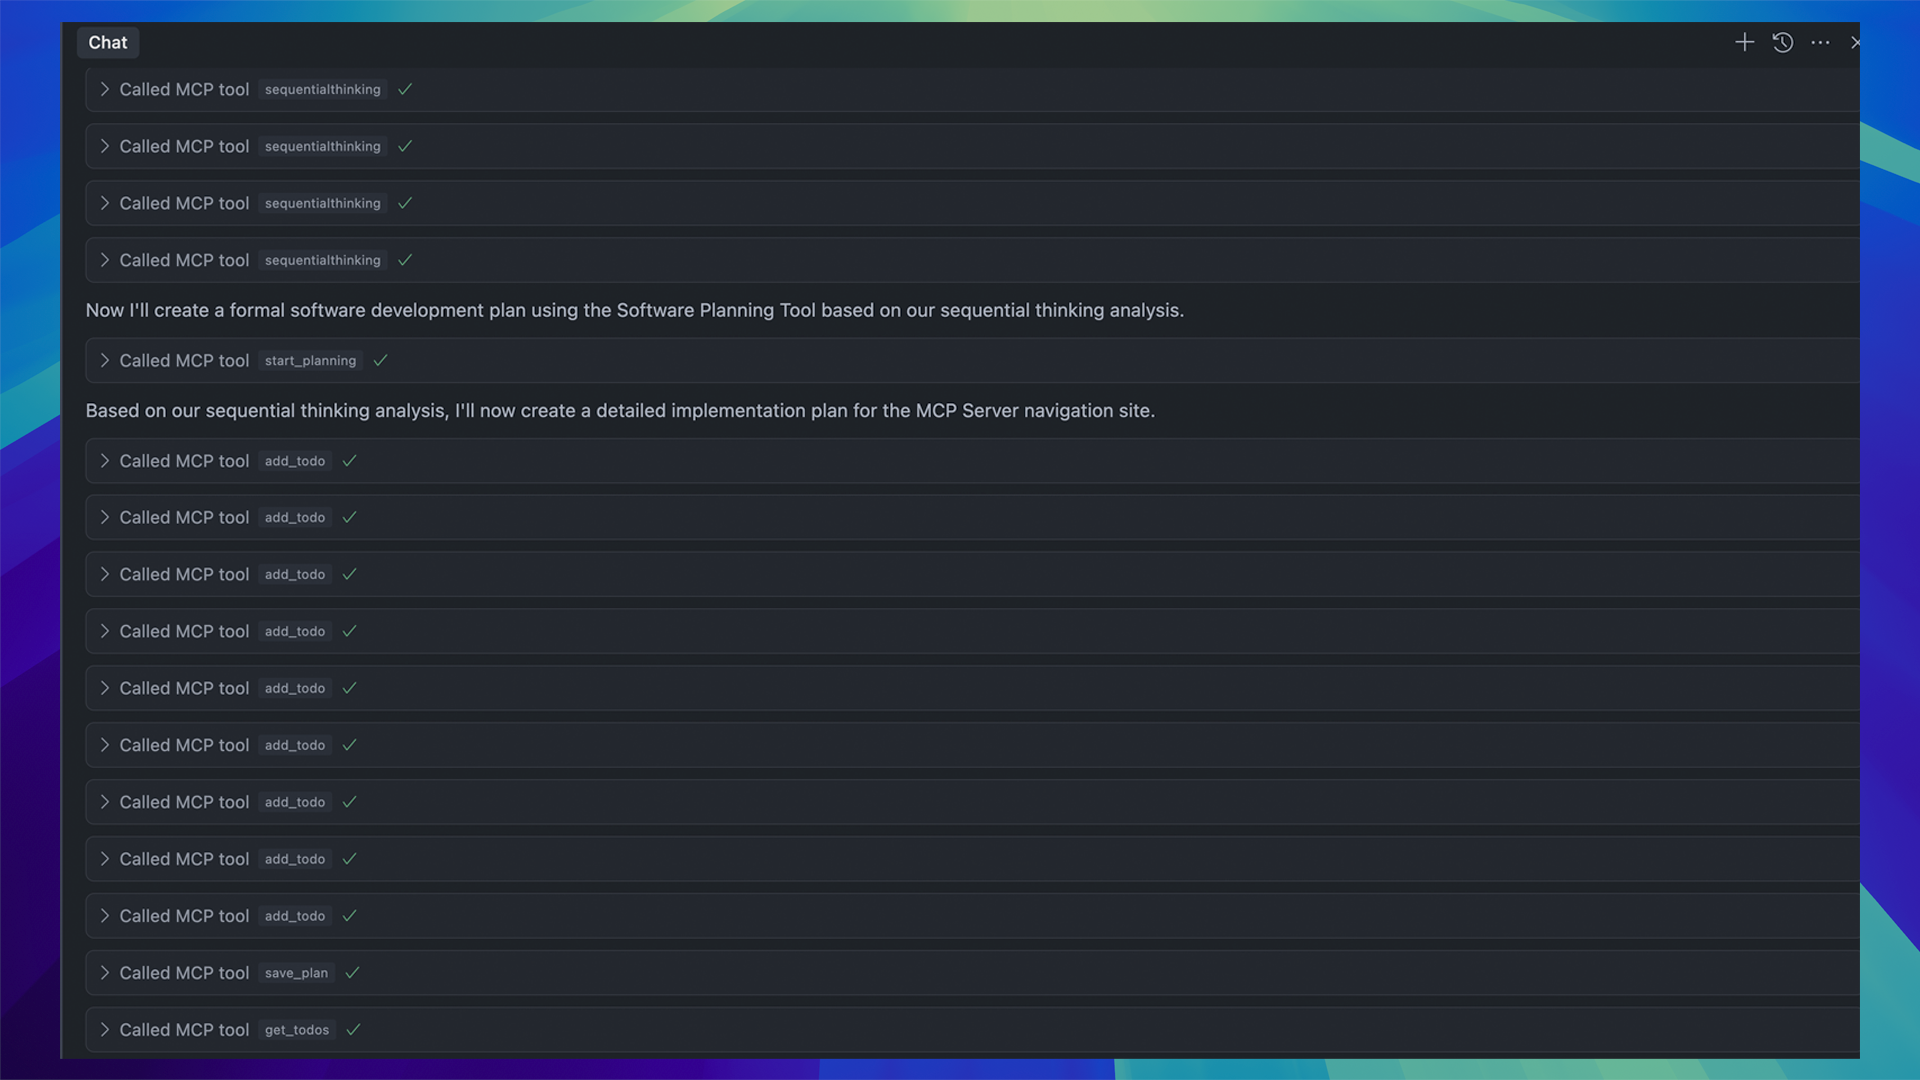 Chat
Called MCP tool sequentialthinking
Called MCP tool sequentialthinking
Called MCP tool sequentialthinking
Called MCP tool sequentialthinking
Now I'll create a formal software development plan using the Software Planning Tool based on our sequential thinking analysis.
Called MCP tool start_planning
Based on our sequential thinking analysis, I'll now create a detailed implementation plan for the MCP Server navigation site.
Called MCP tool add_todo
Called MCP tool add_todo
Called MCP tool add_todo
Called MCP tool add_todo
Called MCP tool add_todo
Called MCP tool add_todo
Called MCP tool add_todo
Called MCP tool add_todo
Called MCP tool add_todo
Called MCP tool save_plan
Called MCP tool get_todos